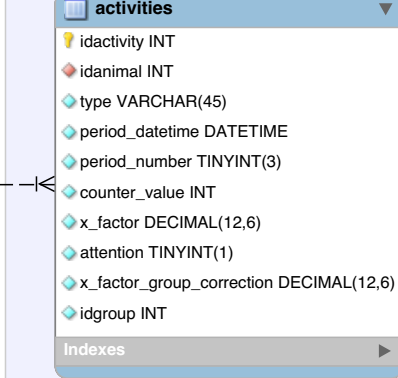 activities
idactivity INT
idanimal INT
type VARCHAR(45)
period_datetime DATETIME
period_number TINYINT(3)
counter_value INT
x_factor DECIMAL(12,6)
attention TINYINT(1)
x_factor_group_correction DECIMAL(12,6)
idgroup INT
Indexes